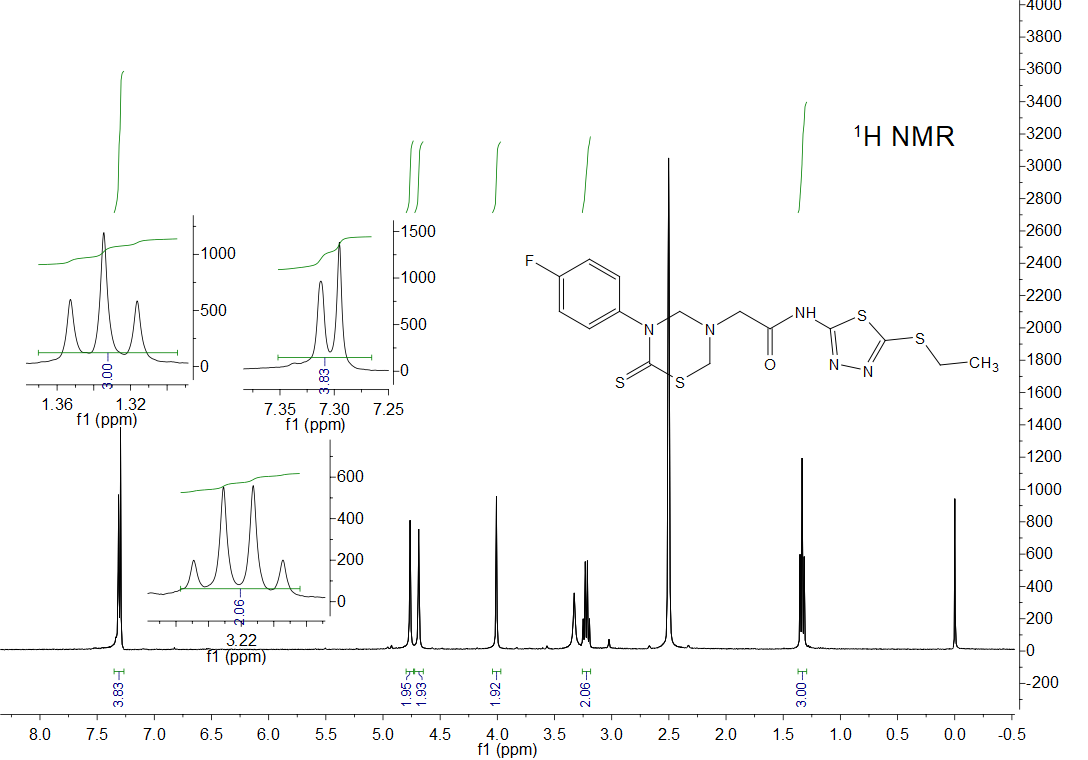 4000
3800
3600
3400
3200
3000
2800
2600
2400
2200
2000
1800
1600
1400
1200
1000
800
600
400
200
0
-200
¹H NMR
1000
500
0
3.00
1.36 1.32
f1 (ppm)
1500
1000
500
0
3.83
7.35 7.30 7.25
f1 (ppm)
600
400
200
0
2.06
3.22
f1 (ppm)
F
N
S
S
N
O
NH
S
N
N
S
CH₃
3.83
1.95
1.93
1.92
2.06
3.00
8.0 7.5 7.0 6.5 6.0 5.5 5.0 4.5 4.0 3.5 3.0 2.5 2.0 1.5 1.0 0.5 0.0 -0.5
f1 (ppm)